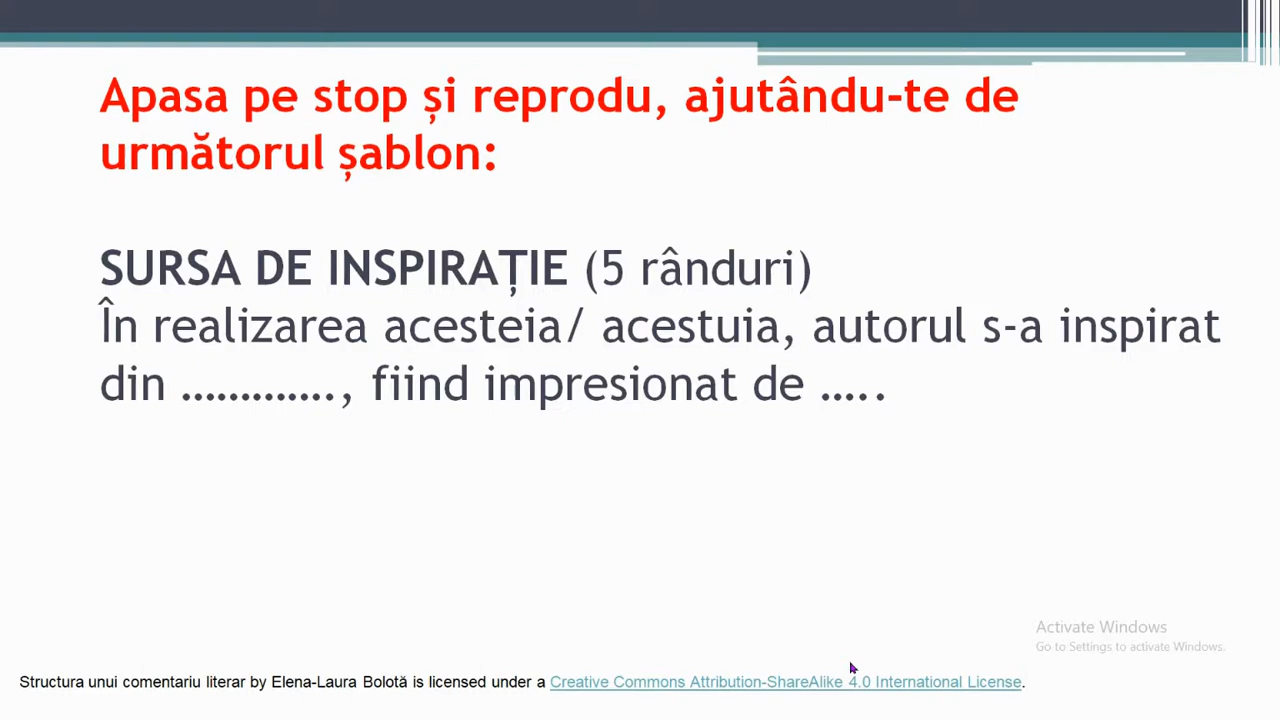 Apasa pe stop și reprodu, ajutându-te de
următorul șablon:
SURSA DE INSPIRAȚIE (5 rânduri)
În realizarea acesteia/ acestuia, autorul s-a inspirat
din …………., fiind impresionat de …..
Activate Windows
Go to Settings to activate Windows.
Structura unui comentariu literar by Elena-Laura Bolotă is licensed under a Creative Commons Attribution-ShareAlike 4.0 International License.